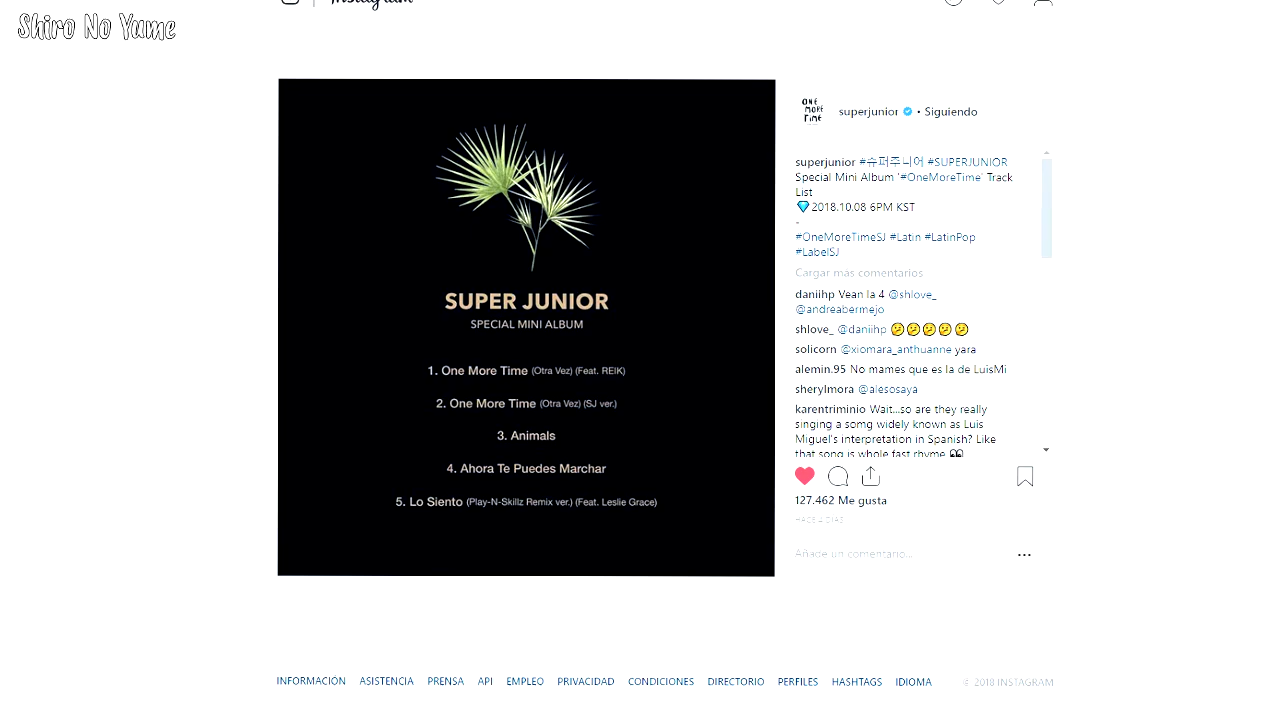 Shiro No Yume
Instagram
SUPER JUNIOR
SPECIAL MINI ALBUM
1. One More Time (Otra Vez) (Feat. REIK)
2. One More Time (Otra Vez) (SJ ver.)
3. Animals
4. Ahora Te Puedes Marchar
5. Lo Siento (Play-N-Skillz Remix ver.) (Feat. Leslie Grace)
ONE
MORE
TIME
superjunior • Siguiendo
superjunior #슈퍼주니어 #SUPERJUNIOR
Special Mini Album '#OneMoreTime' Track
List
💎2018.10.08 6PM KST
-
#OneMoreTimeSJ #Latin #LatinPop
#LabelSJ
Cargar más comentarios
daniihp Vean la 4 @shlove_
@andreabermejo
shlove_ @daniihp 🤔🤔🤔🤔🤔
solicorn @xiomara_anthuanne yara
alemin.95 No mames que es la de LuisMi
sherylmora @alesosaya
karentriminio Wait...so are they really
singing a somg widely known as Luis
Miguel's interpretation in Spanish? Like
that song is whole fast rhyme 👀
127.462 Me gusta
HACE 4 DÍAS
Añade un comentario...
INFORMACIÓN ASISTENCIA PRENSA API EMPLEO PRIVACIDAD CONDICIONES DIRECTORIO PERFILES HASHTAGS IDIOMA © 2018 INSTAGRAM